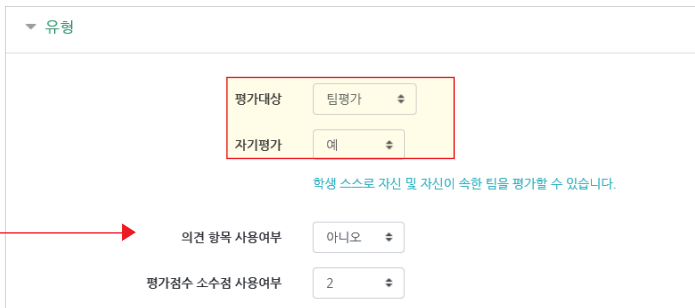 유형
평가대상 팀평가
자기평가 예
학생 스스로 자신 및 자신이 속한 팀을 평가할 수 있습니다.
의견 항목 사용여부 아니오
평가점수 소수점 사용여부 2